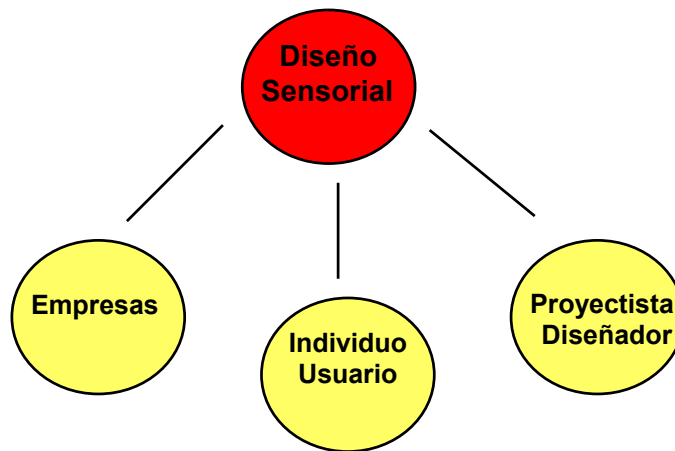 Diseño
Sensorial
Empresas
Individuo
Usuario
Proyectista
Diseñador